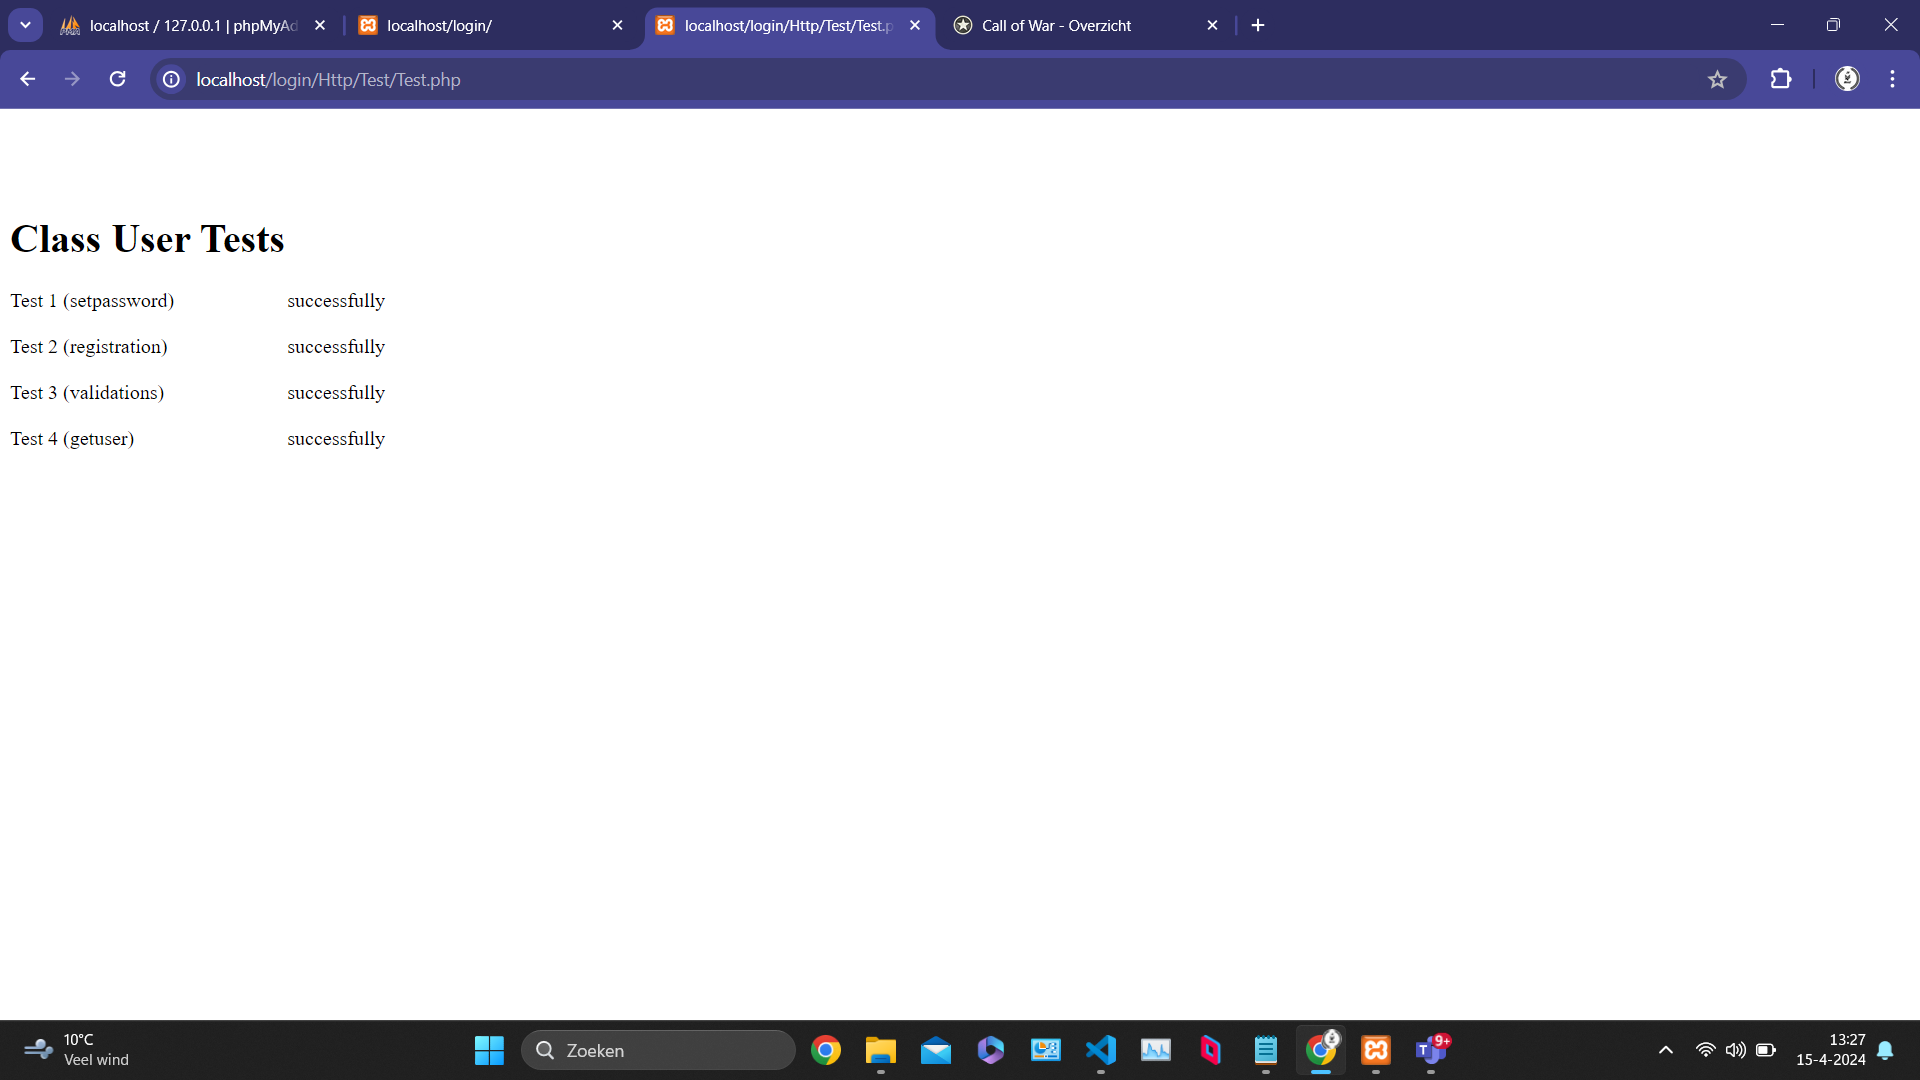 localhost / 127.0.0.1 | phpMyAd
localhost/login/
localhost/login/Http/Test/Test.p
Call of War - Overzicht
localhost/login/Http/Test/Test.php
Class User Tests
Test 1 (setpassword) successfully
Test 2 (registration) successfully
Test 3 (validations) successfully
Test 4 (getuser) successfully
10°C
Veel wind
Zoeken
9+
13:27
15-4-2024